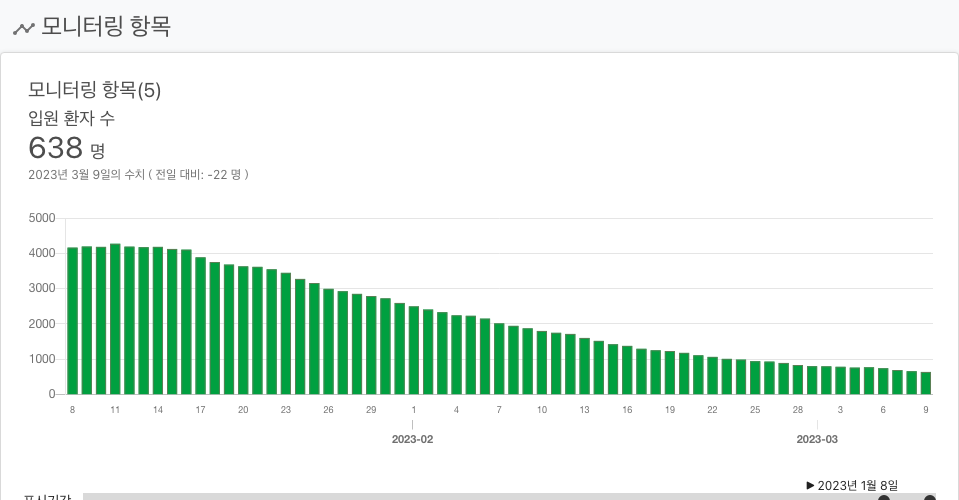 모니터링 항목
모니터링 항목(5)
입원 환자 수
638 명
2023년 3월 9일의 수치 ( 전일 대비: -22 명 )
5000
4000
3000
2000
1000
0
8 11 14 17 20 23 26 29 1 4 7 10 13 16 19 22 25 28 3 6 9
2023-02 2023-03
▶ 2023년 1월 8일
표시기간